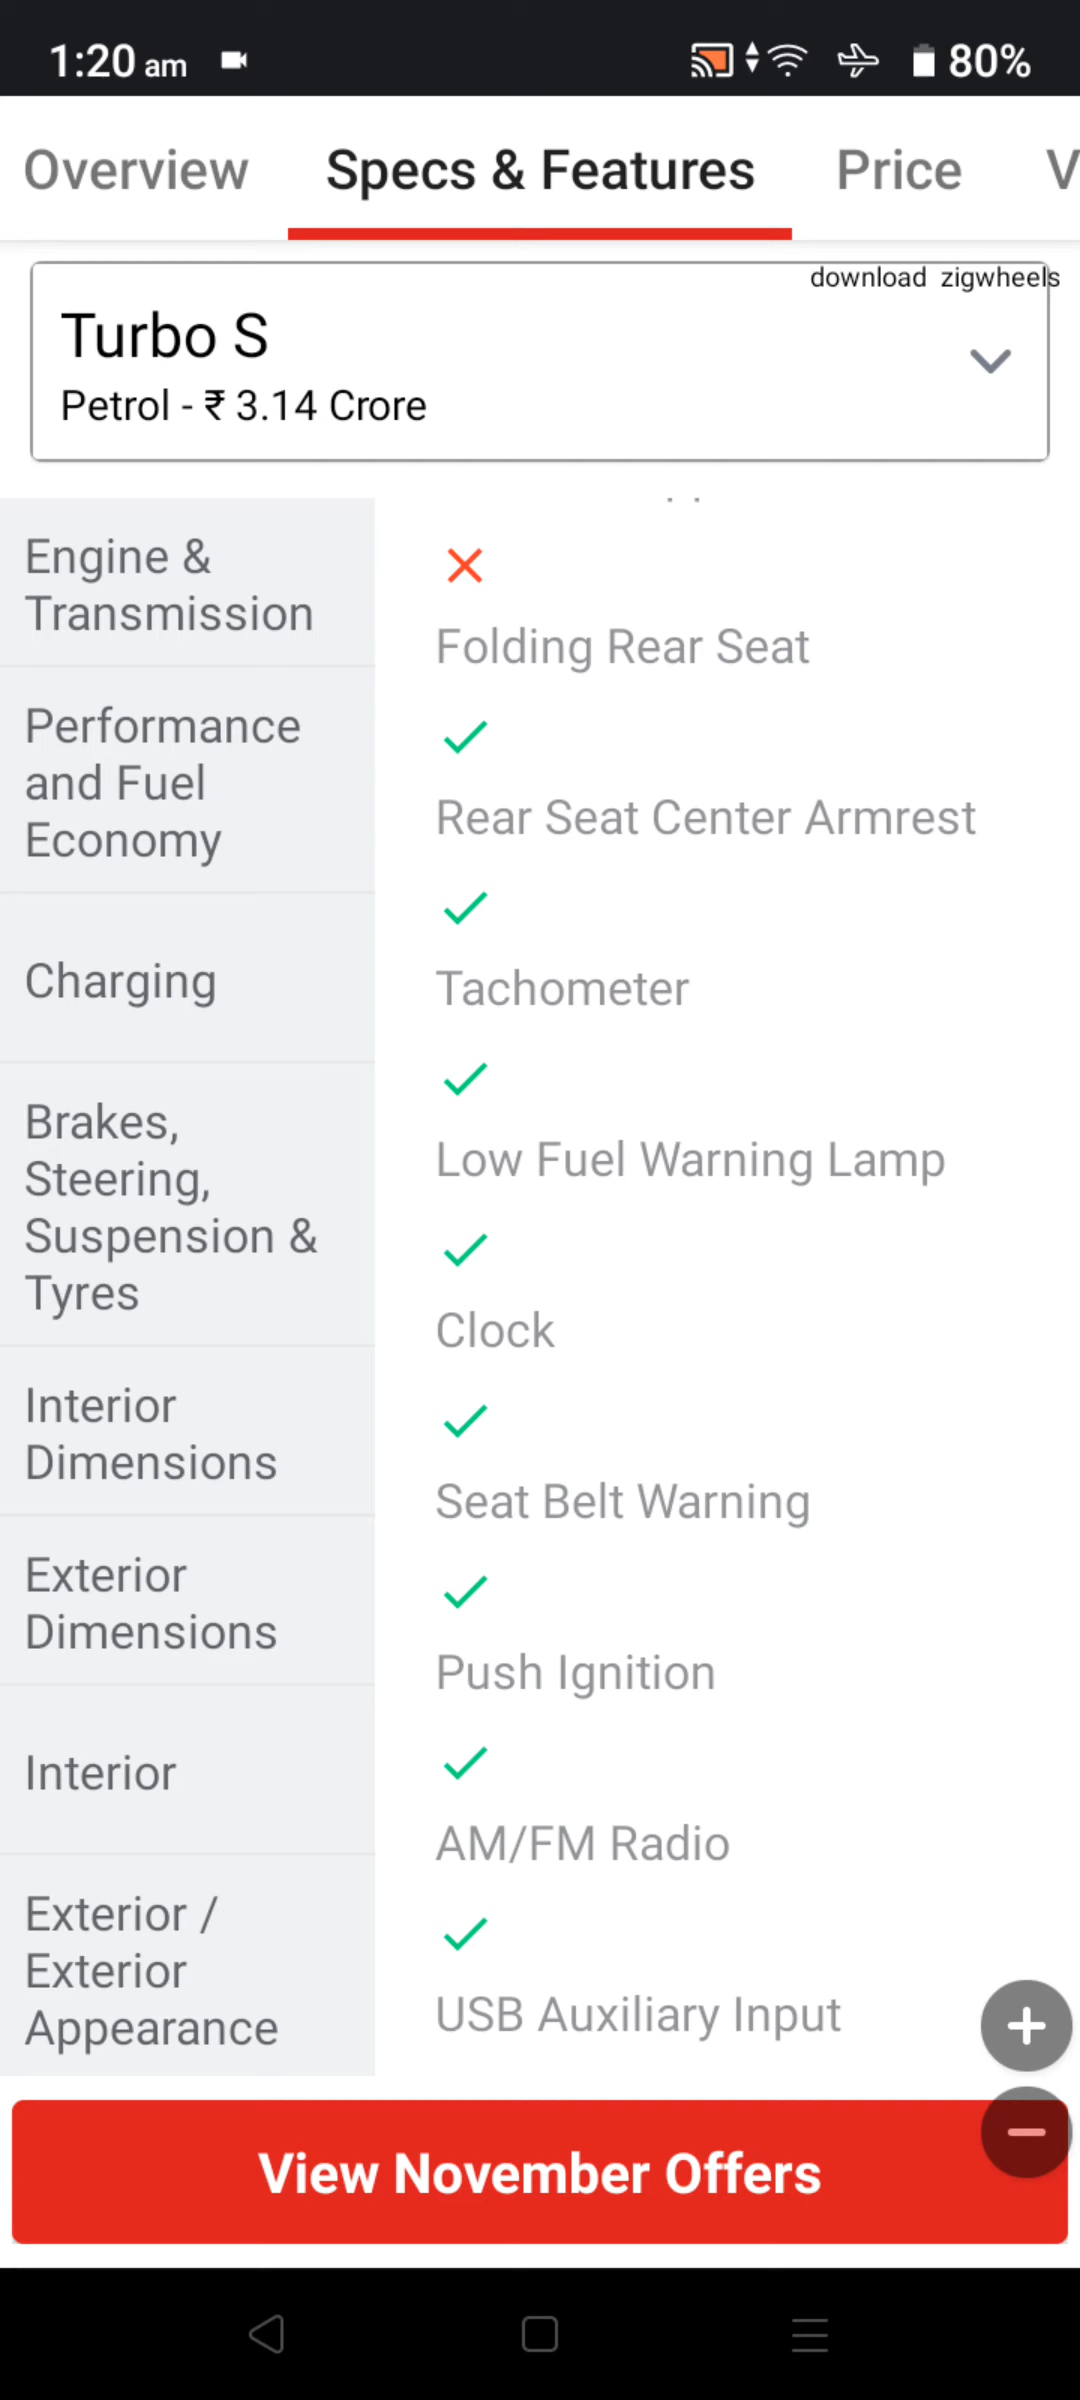 1:20 am
80%
Overview
Specs & Features
Price
V
download zigwheels
Turbo S
Petrol - ₹ 3.14 Crore
Engine &
Transmission
Performance
and Fuel
Economy
Charging
Brakes,
Steering,
Suspension &
Tyres
Interior
Dimensions
Exterior
Dimensions
Interior
Exterior /
Exterior
Appearance
Folding Rear Seat
Rear Seat Center Armrest
Tachometer
Low Fuel Warning Lamp
Clock
Seat Belt Warning
Push Ignition
AM/FM Radio
USB Auxiliary Input
View November Offers